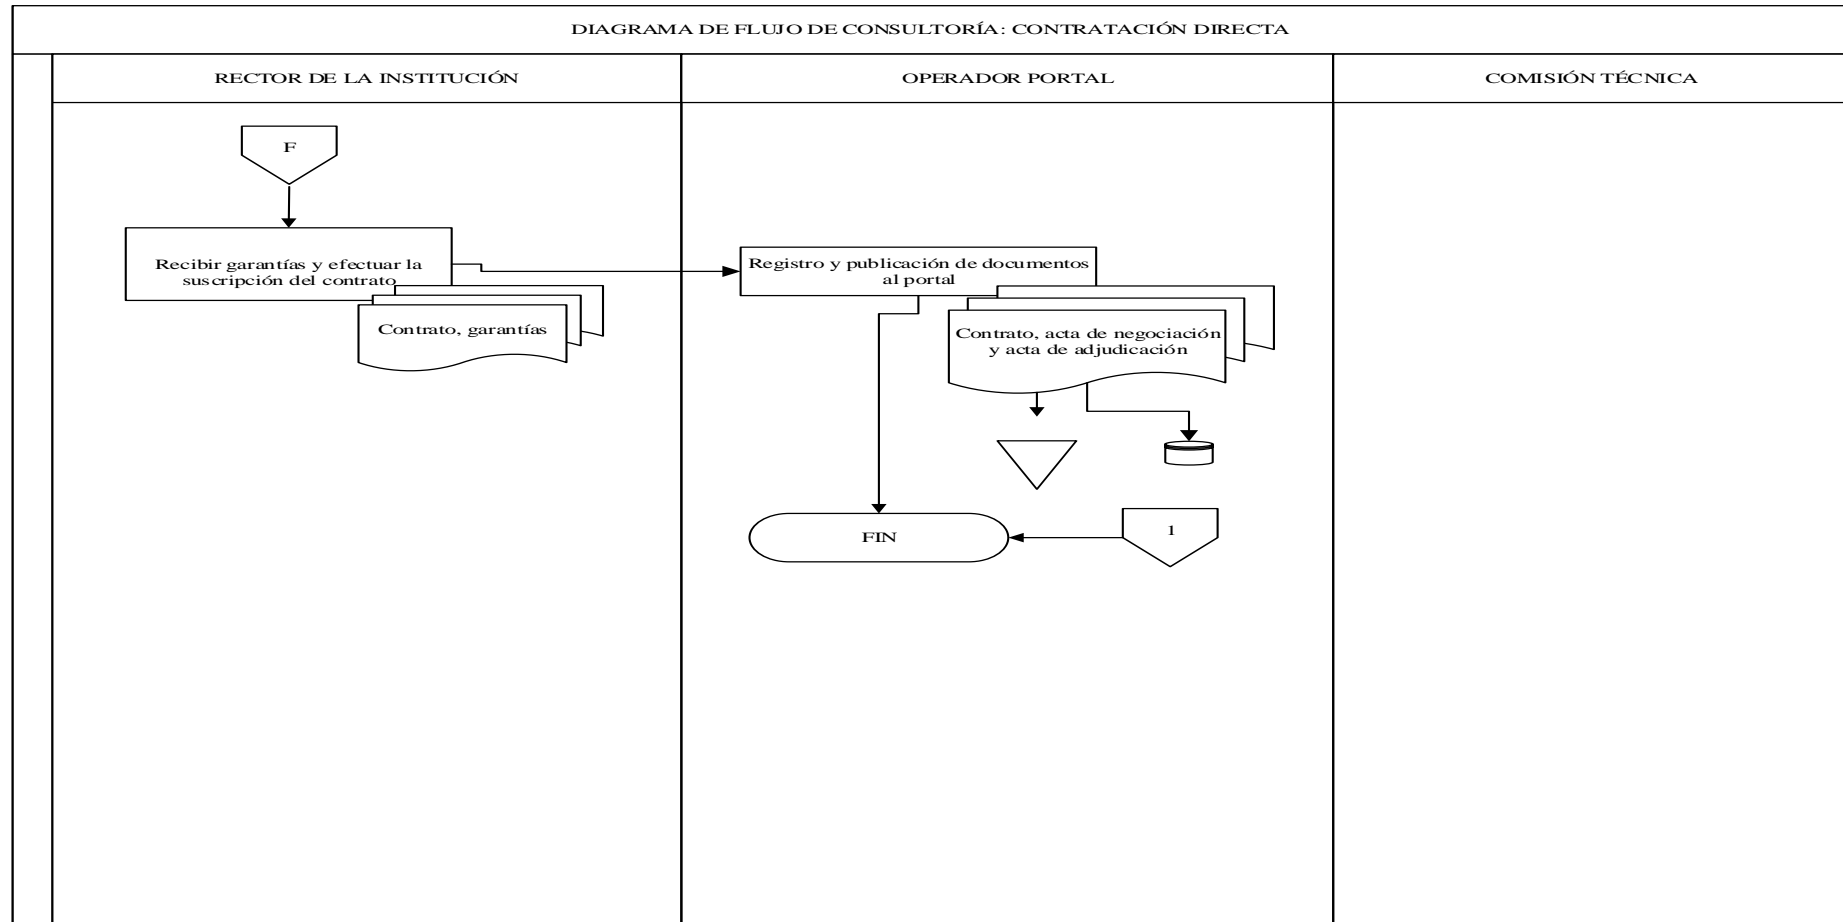 DIAGRAMA DE FLUJO DE CONSULTORÍA: CONTRATACIÓN DIRECTA
RECTOR DE LA INSTITUCIÓN
OPERADOR PORTAL
COMISIÓN TÉCNICA
F
Recibir garantías y efectuar la
suscripción del contrato
Contrato, garantías
Registro y publicación de documentos
al portal
Contrato, acta de negociación
y acta de adjudicación
FIN
1